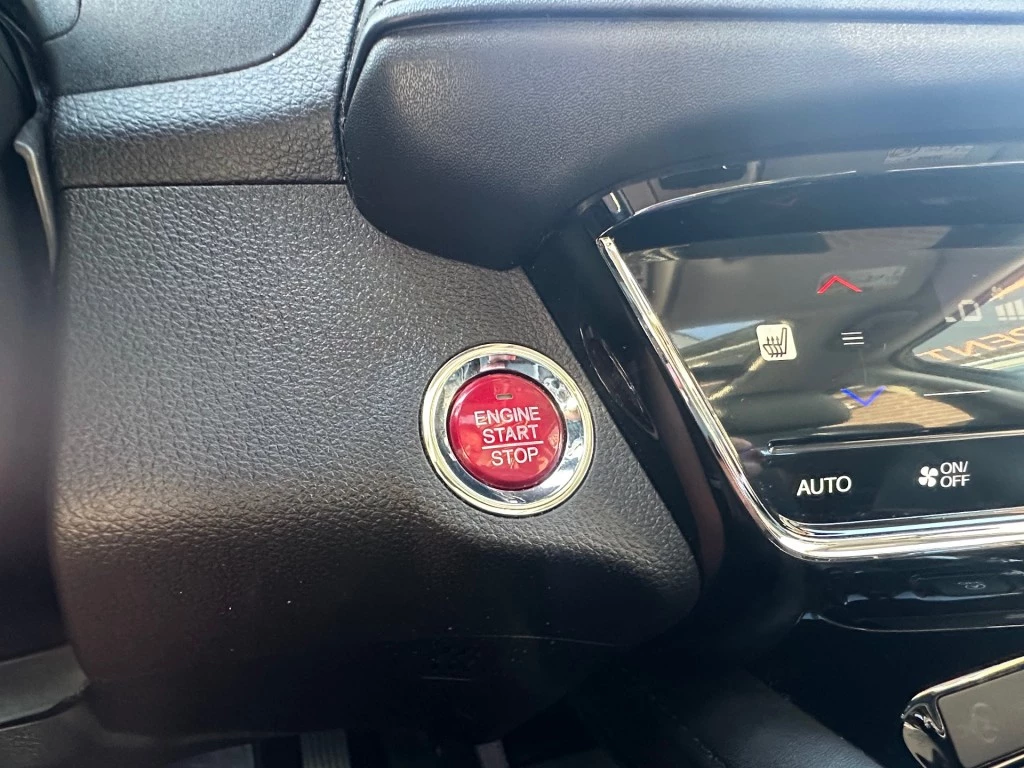 ENGINE
START
STOP
AUTO
ON/
OFF